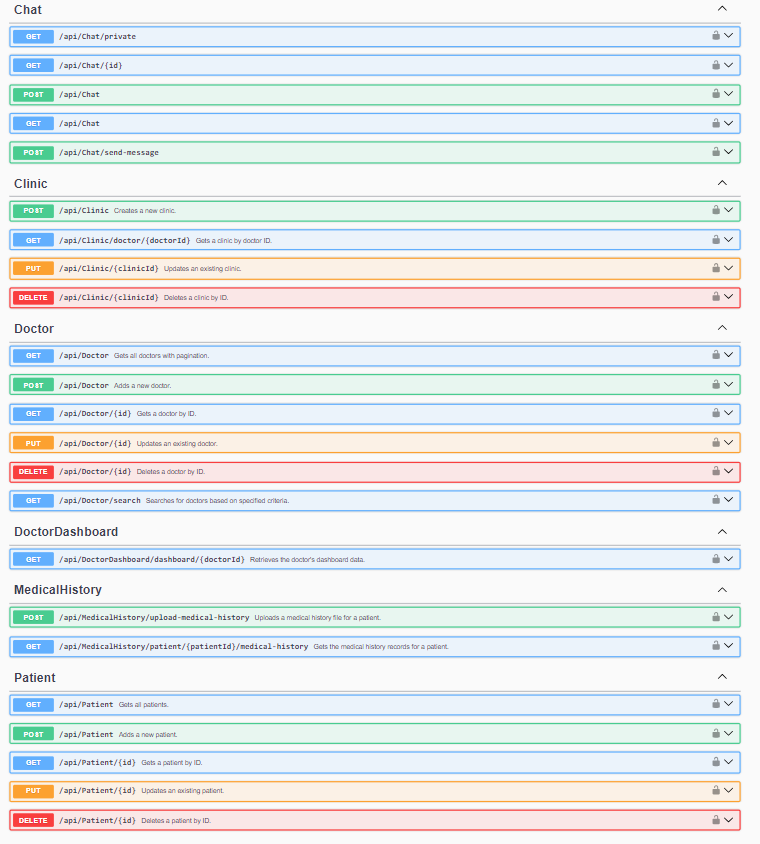 Chat
GET /api/Chat/private
GET /api/Chat/{id}
POST /api/Chat
GET /api/Chat
POST /api/Chat/send-message
Clinic
POST /api/Clinic Creates a new clinic.
GET /api/Clinic/doctor/{doctorId} Gets a clinic by doctor ID.
PUT /api/Clinic/{clinicId} Updates an existing clinic.
DELETE /api/Clinic/{clinicId} Deletes a clinic by ID.
Doctor
GET /api/Doctor Gets all doctors with pagination.
POST /api/Doctor Adds a new doctor.
GET /api/Doctor/{id} Gets a doctor by ID.
PUT /api/Doctor/{id} Updates an existing doctor.
DELETE /api/Doctor/{id} Deletes a doctor by ID.
GET /api/Doctor/search Searches for doctors based on specified criteria.
DoctorDashboard
GET /api/DoctorDashboard/dashboard/{doctorId} Retrieves the doctor's dashboard data.
MedicalHistory
POST /api/MedicalHistory/upload-medical-history Uploads a medical history file for a patient.
GET /api/MedicalHistory/patient/{patientId}/medical-history Gets the medical history records for a patient.
Patient
GET /api/Patient Gets all patients.
POST /api/Patient Adds a new patient.
GET /api/Patient/{id} Gets a patient by ID.
PUT /api/Patient/{id} Updates an existing patient.
DELETE /api/Patient/{id} Deletes a patient by ID.